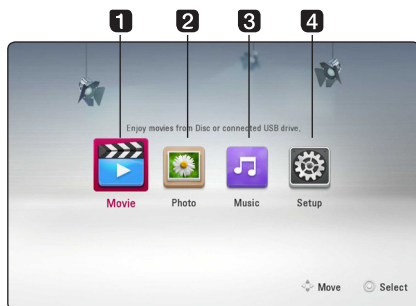 1 2 3 4
Enjoy movies from Disc or connected USB drive.
Movie Photo Music Setup
Move Select